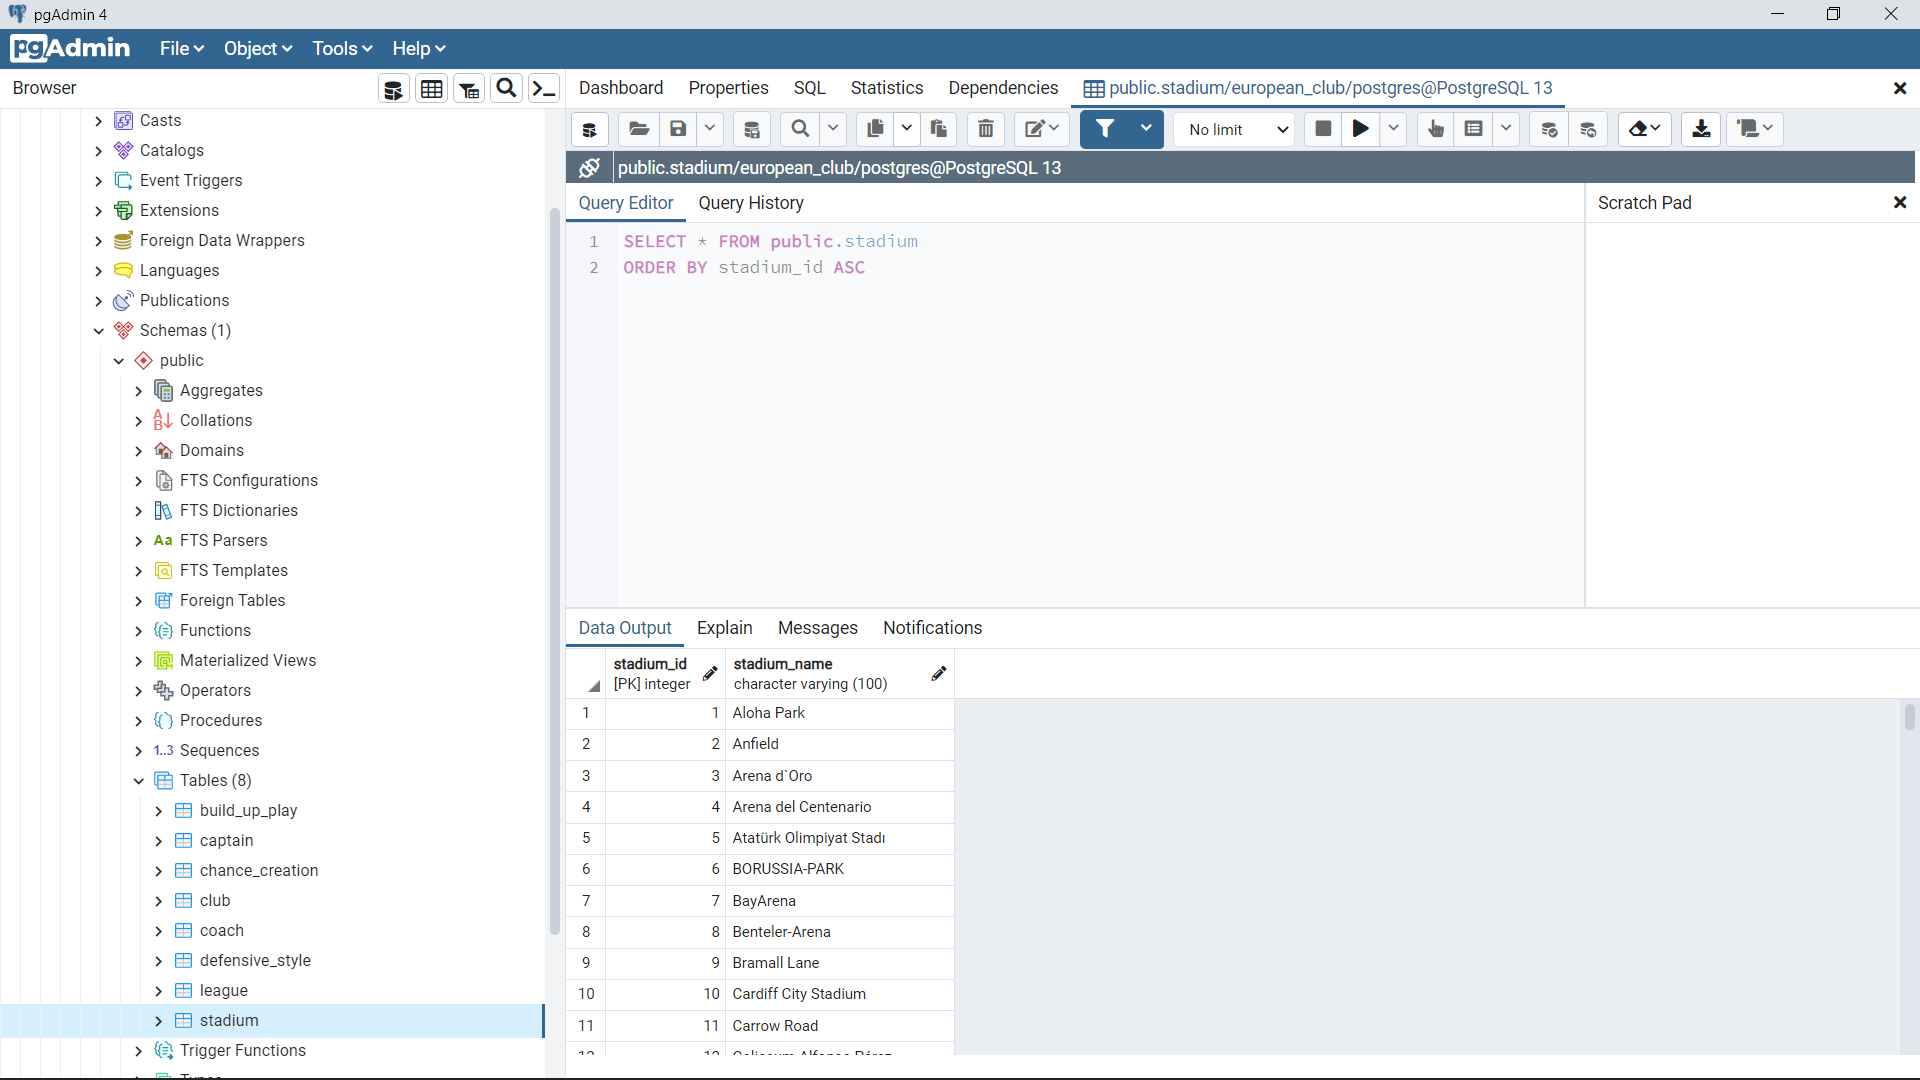 pgAdmin 4
pgAdmin File Object Tools Help
Browser
Dashboard Properties SQL Statistics Dependencies public.stadium/european_club/postgres@PostgreSQL 13
No limit
public.stadium/european_club/postgres@PostgreSQL 13
Casts
Catalogs
Event Triggers
Extensions
Foreign Data Wrappers
Languages
Publications
Schemas (1)
public
Aggregates
Collations
Domains
FTS Configurations
FTS Dictionaries
Aa FTS Parsers
FTS Templates
Foreign Tables
Functions
Materialized Views
Operators
Procedures
1..3 Sequences
Tables (8)
build_up_play
captain
chance_creation
club
coach
defensive_style
league
stadium
Trigger Functions
Query Editor Query History
Scratch Pad
1 SELECT * FROM public.stadium
2 ORDER BY stadium_id ASC
Data Output Explain Messages Notifications
stadium_id stadium_name
[PK] integer character varying (100)
1 1 Aloha Park
2 2 Anfield
3 3 Arena d`Oro
4 4 Arena del Centenario
5 5 Atatürk Olimpiyat Stadı
6 6 BORUSSIA-PARK
7 7 BayArena
8 8 Benteler-Arena
9 9 Bramall Lane
10 10 Cardiff City Stadium
11 11 Carrow Road